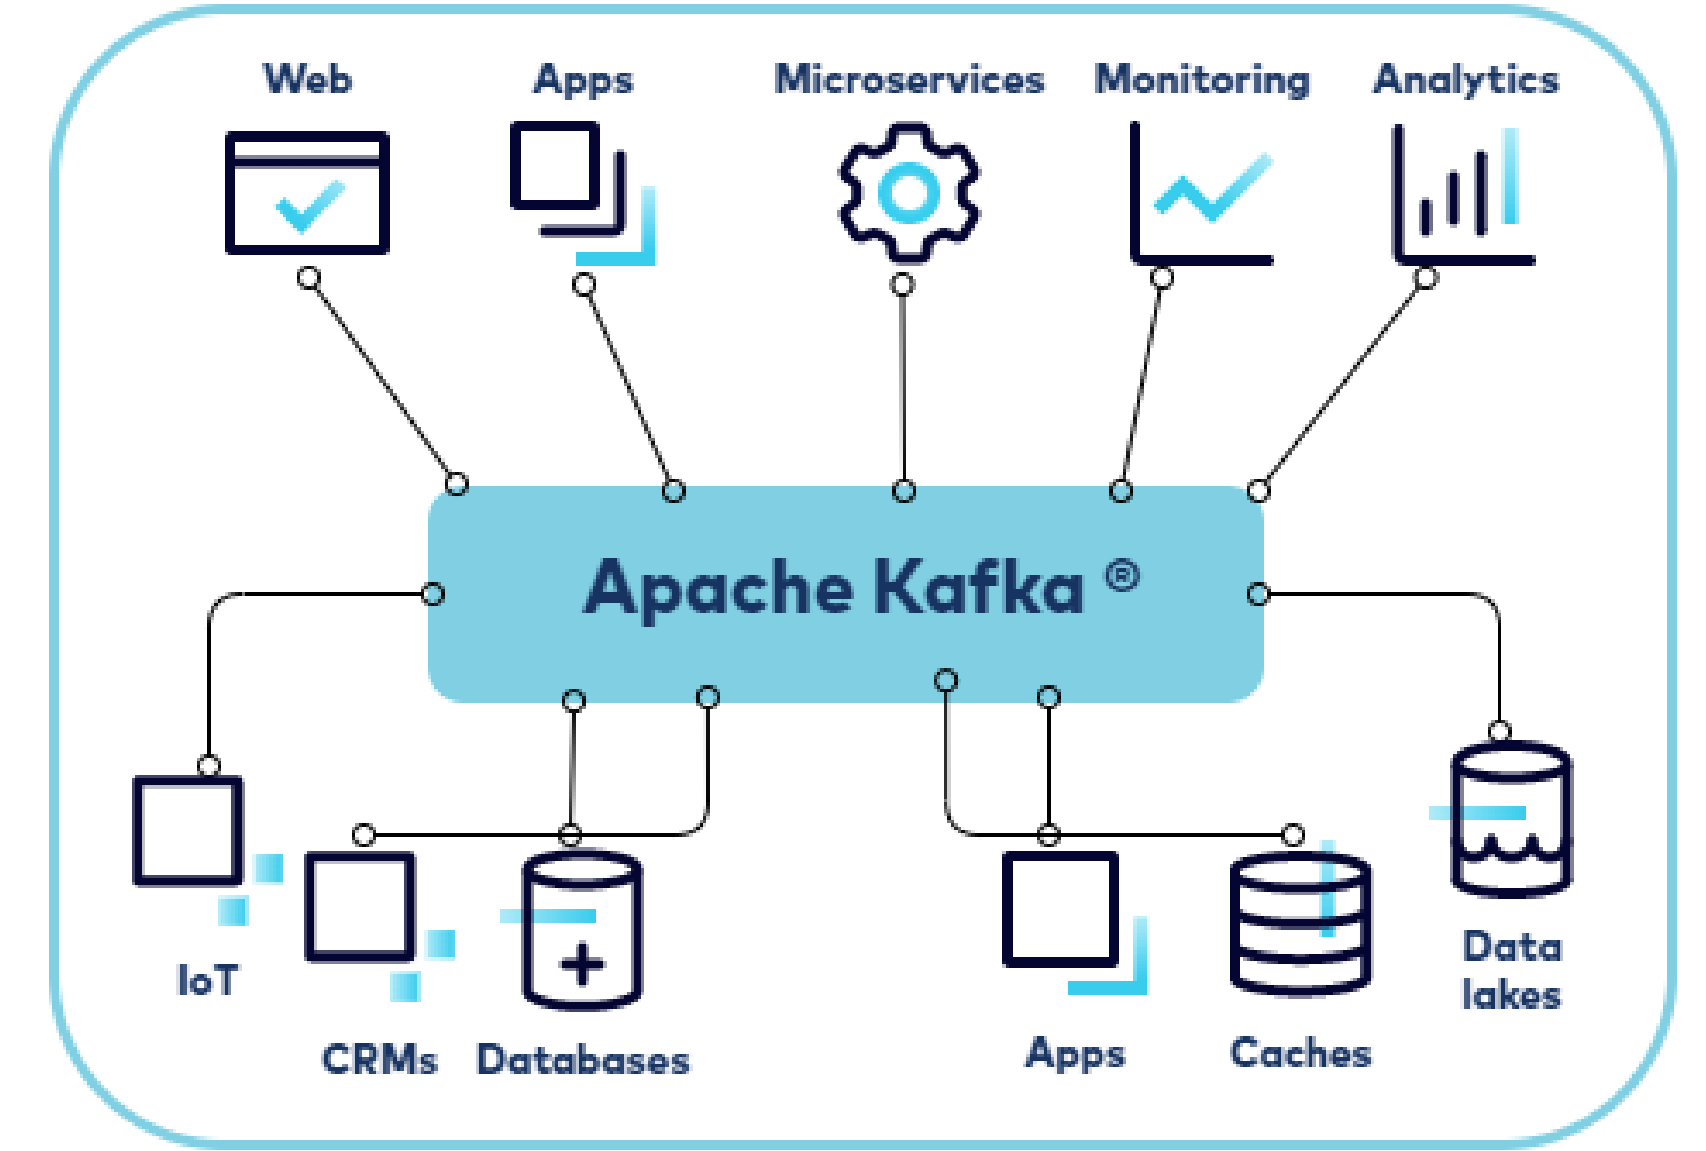 Web
Apps
Microservices
Monitoring
Analytics
Apache Kafka ®
IoT
CRMs
Databases
Apps
Caches
Data
lakes